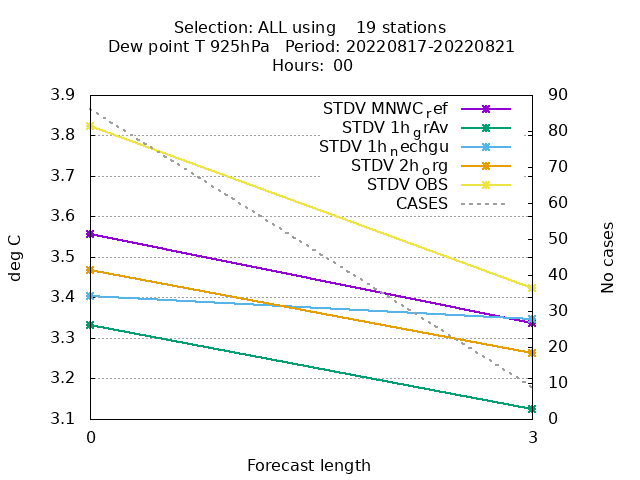 Selection: ALL using    19 stations
Dew point T 925hPa   Period: 20220817-20220821
Hours:  00
3.9
3.8
3.7
3.6
3.5
3.4
3.3
3.2
3.1
90
80
70
60
50
40
30
20
10
0
deg C
No cases
STDV MNWC_ref
STDV 1h_grAv
STDV 1h_nechgu
STDV 2h_org
STDV OBS
CASES
0
3
Forecast length